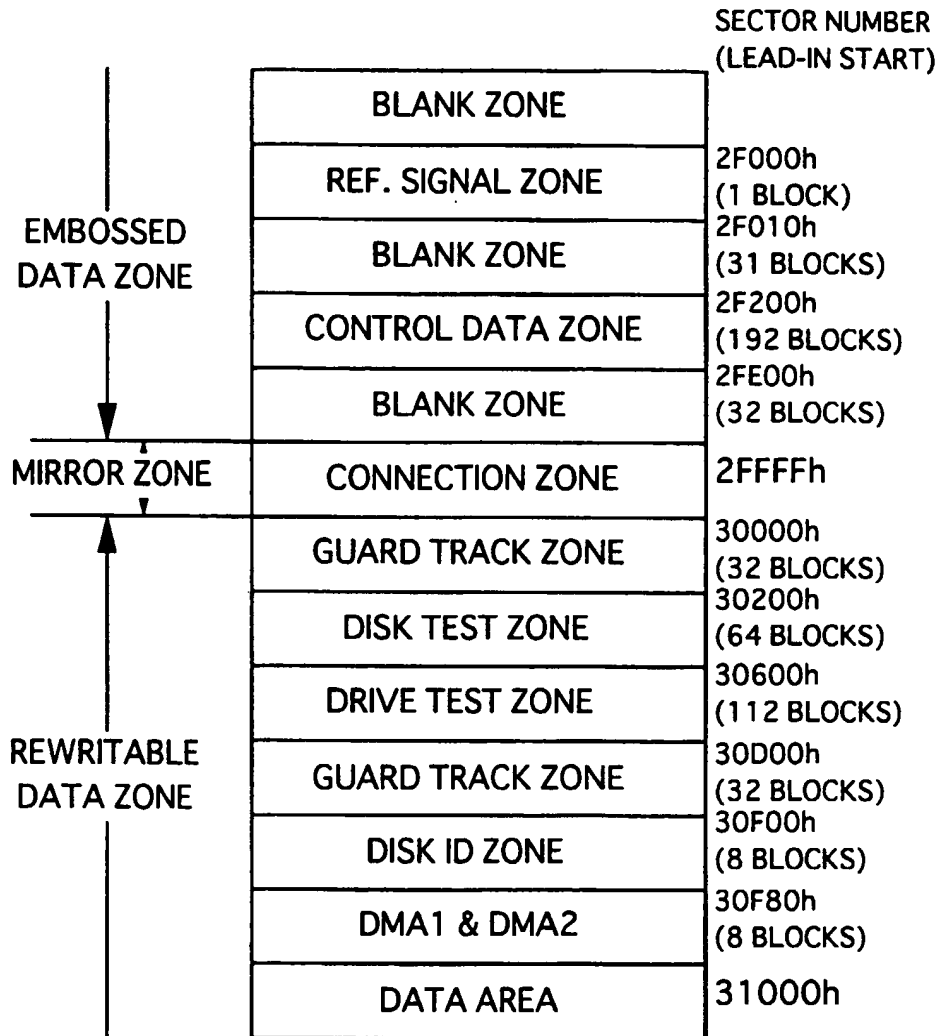 SECTOR NUMBER
(LEAD-IN START)
BLANK ZONE
REF. SIGNAL ZONE
2F000h
(1 BLOCK)
EMBOSSED
DATA ZONE
BLANK ZONE
2F010h
(31 BLOCKS)
CONTROL DATA ZONE
2F200h
(192 BLOCKS)
BLANK ZONE
2FE00h
(32 BLOCKS)
MIRROR ZONE
CONNECTION ZONE
2FFFFh
GUARD TRACK ZONE
30000h
(32 BLOCKS)
DISK TEST ZONE
30200h
(64 BLOCKS)
DRIVE TEST ZONE
30600h
(112 BLOCKS)
REWRITABLE
DATA ZONE
GUARD TRACK ZONE
30D00h
(32 BLOCKS)
DISK ID ZONE
30F00h
(8 BLOCKS)
DMA1 & DMA2
30F80h
(8 BLOCKS)
DATA AREA
31000h